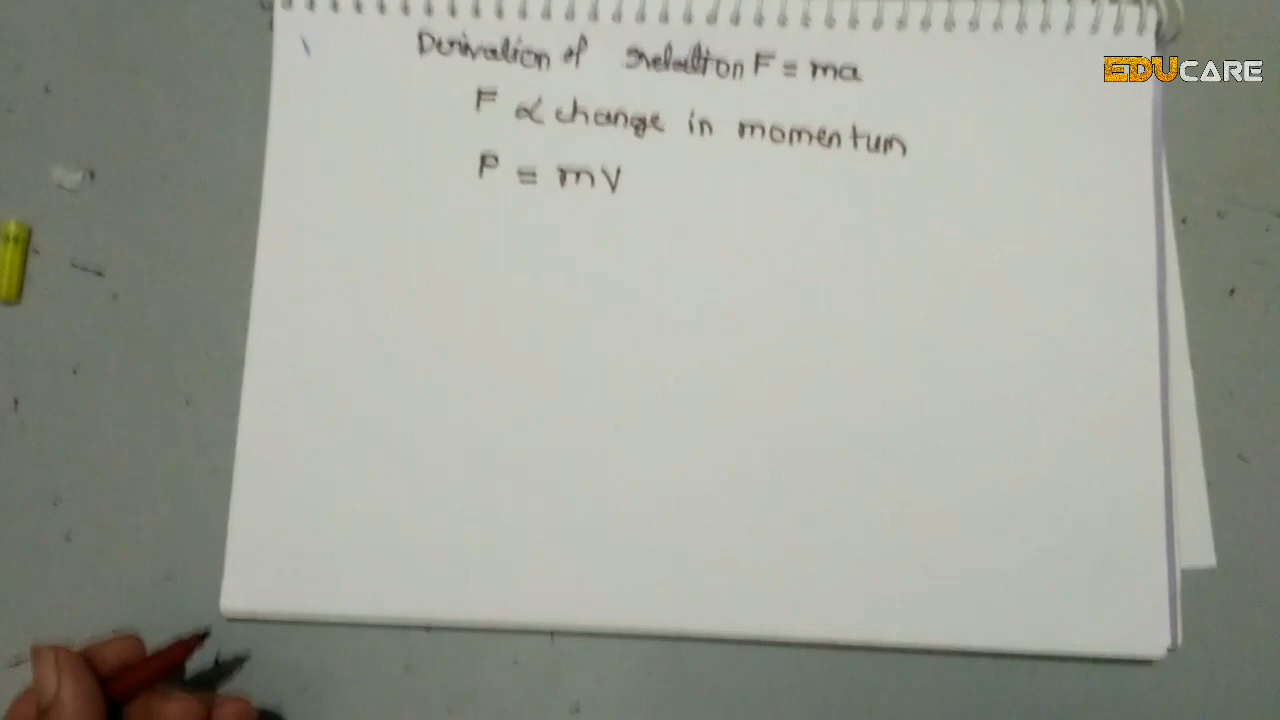 EDUCARE
Derivation of relation F = ma
F ∝ change in momentum
P = mV